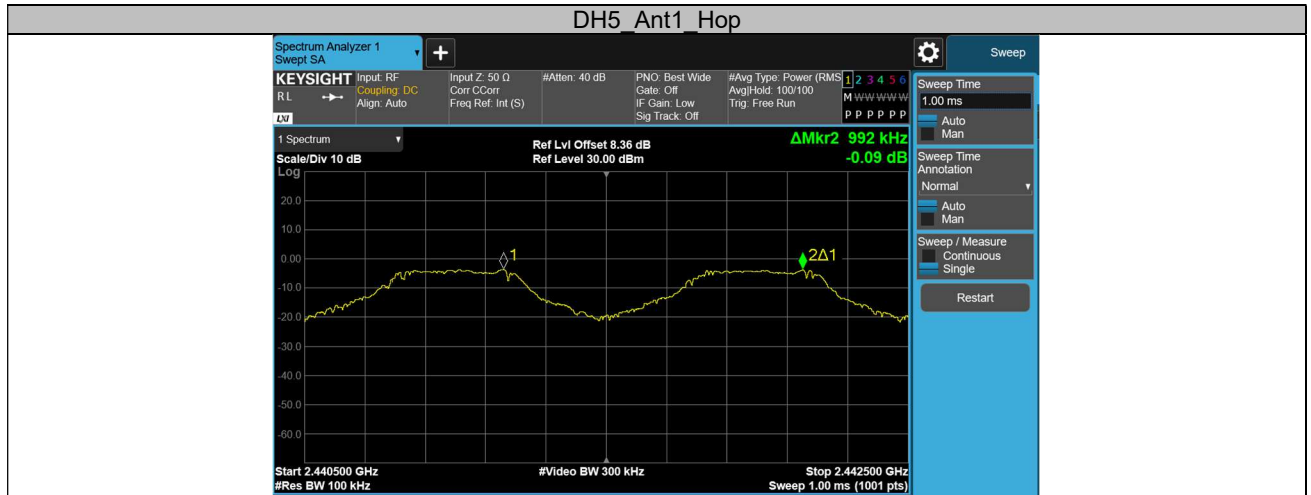 DH5_Ant1_Hop
Spectrum Analyzer 1
Swept SA
+
Sweep
KEYSIGHT
RL
LXI
Input: RF
Coupling: DC
Align: Auto
Input Z: 50 Ω
Corr CCorr
Freq Ref: Int (S)
#Atten: 40 dB
PNO: Best Wide
Gate: Off
IF Gain: Low
Sig Track: Off
#Avg Type: Power (RMS
Avg|Hold: 100/100
Trig: Free Run
1 2 3 4 5 6
M W W W W W
P P P P P P
1 Spectrum
Scale/Div 10 dB
Ref Lvl Offset 8.36 dB
Ref Level 30.00 dBm
ΔMkr2 992 kHz
-0.09 dB
Log
20.0
10.0
0.00
-10.0
-20.0
-30.0
-40.0
-50.0
-60.0
1
2Δ1
Start 2.440500 GHz
#Res BW 100 kHz
#Video BW 300 kHz
Stop 2.442500 GHz
Sweep 1.00 ms (1001 pts)
Sweep Time
1.00 ms
Auto
Man
Sweep Time
Annotation
Normal
Auto
Man
Sweep / Measure
Continuous
Single
Restart